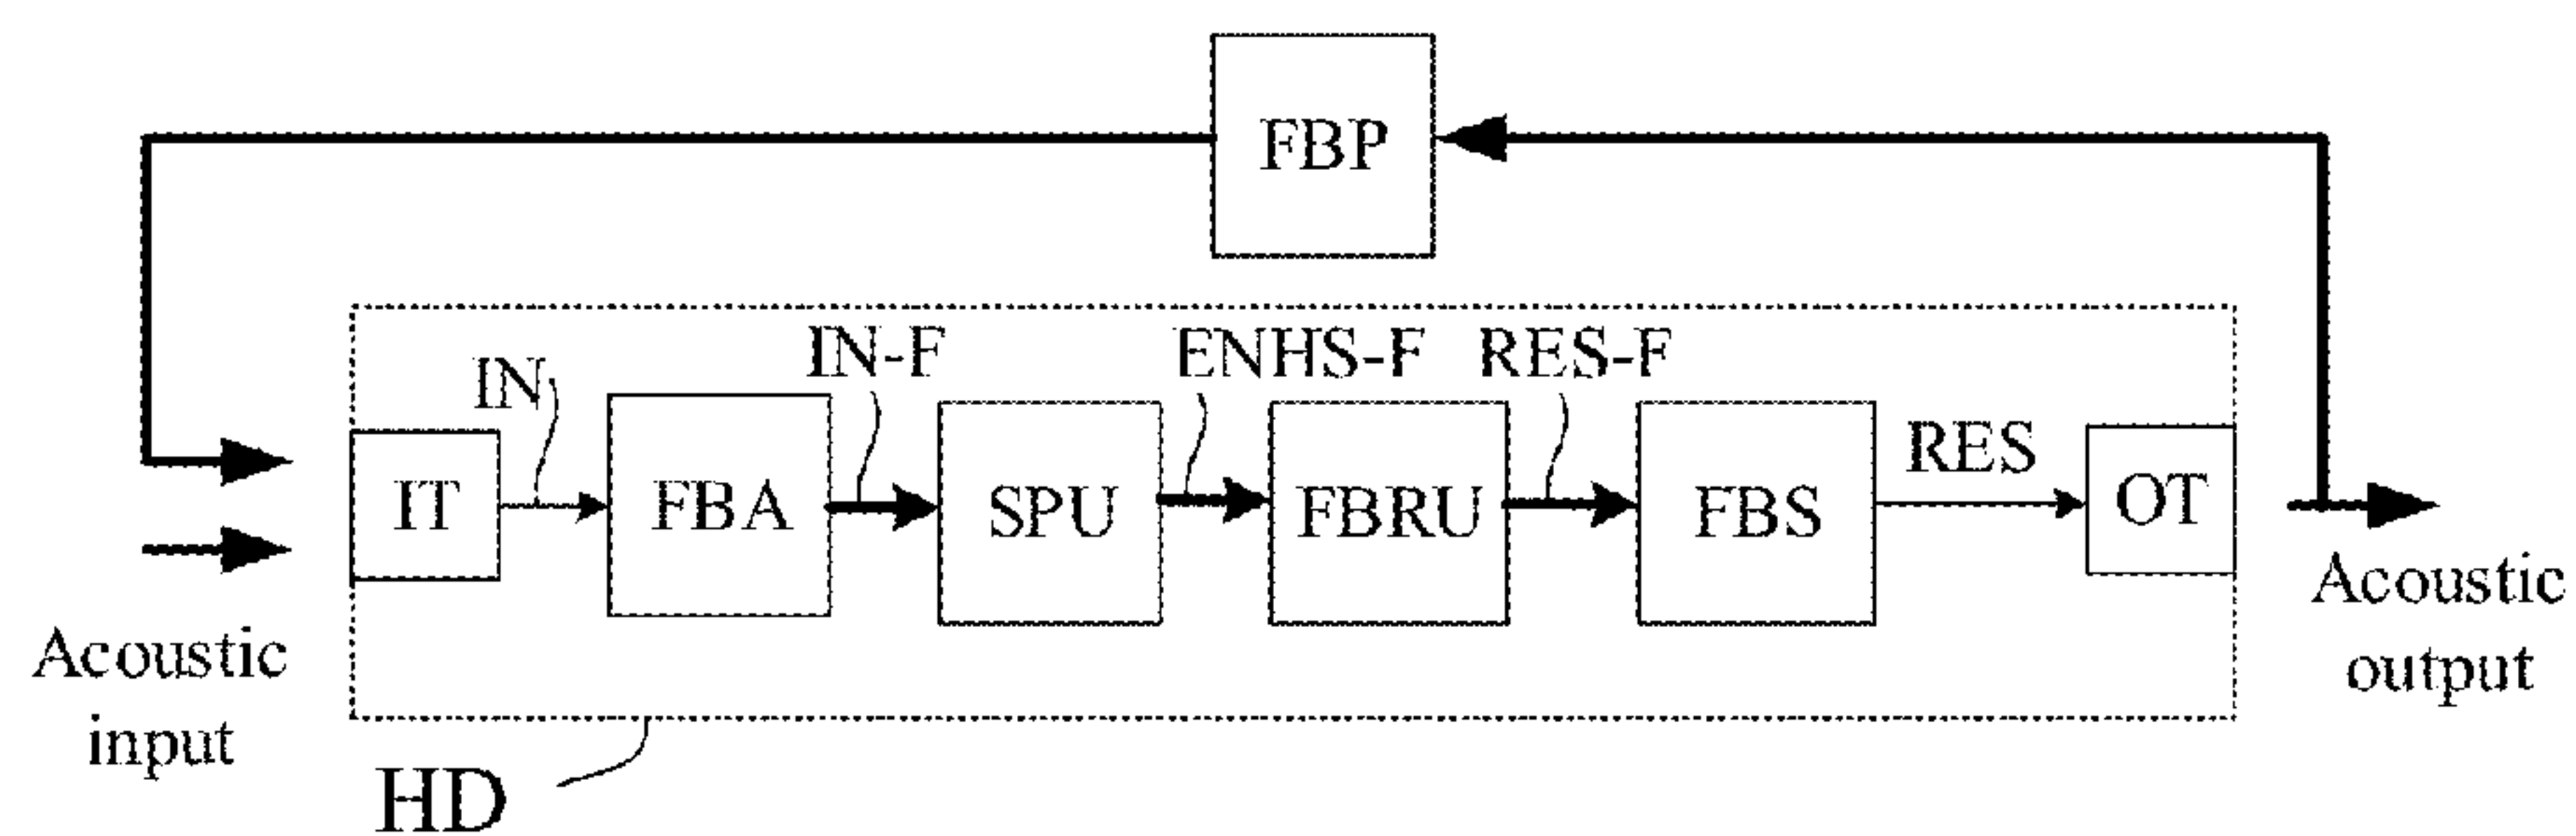 FBP
IN
IN-F
ENHS-F
RES-F
RES
IT
FBA
SPU
FBRU
FBS
OT
Acoustic
input
Acoustic
output
HD